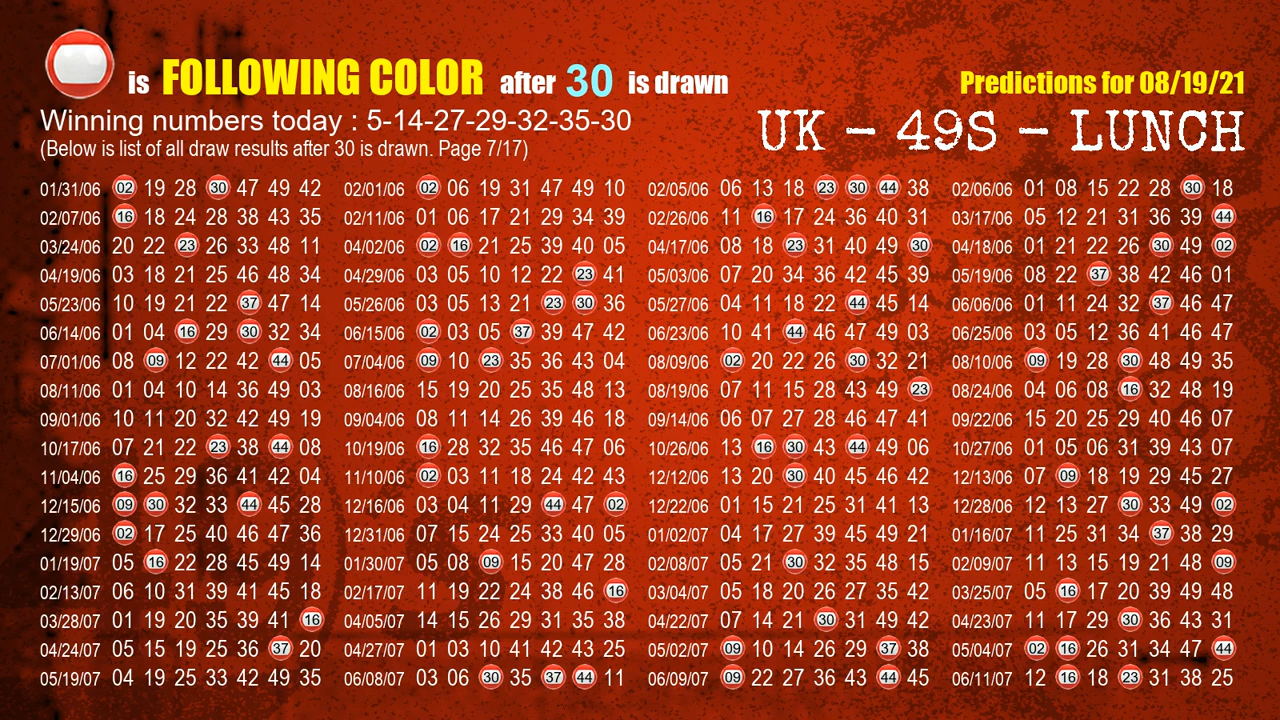 is FOLLOWING COLOR after 30 is drawn
Predictions for 08/19/21
Winning numbers today : 5-14-27-29-32-35-30
UK - 49S - LUNCH
(Below is list of all draw results after 30 is drawn. Page 7/17)
01/31/06 02 19 28 30 47 49 42 02/01/06 02 06 19 31 47 49 10 02/05/06 06 13 18 23 30 44 38 02/06/06 01 08 15 22 28 30 18
02/07/06 16 18 24 28 38 43 35 02/11/06 01 06 17 21 29 34 39 02/26/06 11 16 17 24 36 40 31 03/17/06 05 12 21 31 36 39 44
03/24/06 20 22 23 26 33 48 11 04/02/06 02 16 21 25 39 40 05 04/17/06 08 18 23 31 40 49 30 04/18/06 01 21 22 26 30 49 02
04/19/06 03 18 21 25 46 48 34 04/29/06 03 05 10 12 22 23 41 05/03/06 07 20 34 36 42 45 39 05/19/06 08 22 37 38 42 46 01
05/23/06 10 19 21 22 37 47 14 05/26/06 03 05 13 21 23 30 36 05/27/06 04 11 18 22 44 45 14 06/06/06 01 11 24 32 37 46 47
06/14/06 01 04 16 29 30 32 34 06/15/06 02 03 05 37 39 47 42 06/23/06 10 41 44 46 47 49 03 06/25/06 03 05 12 36 41 46 47
07/01/06 08 09 12 22 42 44 05 07/04/06 09 10 23 35 36 43 04 08/09/06 02 20 22 26 30 32 21 08/10/06 09 19 28 30 48 49 35
08/11/06 01 04 10 14 36 49 03 08/16/06 15 19 20 25 35 48 13 08/19/06 07 11 15 28 43 49 23 08/24/06 04 06 08 16 32 48 19
09/01/06 10 11 20 32 42 49 19 09/04/06 08 11 14 26 39 46 18 09/14/06 06 07 27 28 46 47 41 09/22/06 15 20 25 29 40 46 07
10/17/06 07 21 22 23 38 44 08 10/19/06 16 28 32 35 46 47 06 10/26/06 13 16 30 43 44 49 06 10/27/06 01 05 06 31 39 43 07
11/04/06 16 25 29 36 41 42 04 11/10/06 02 03 11 18 24 42 43 12/12/06 13 20 30 40 45 46 42 12/13/06 07 09 18 19 29 45 27
12/15/06 09 30 32 33 44 45 28 12/16/06 03 04 11 29 44 47 02 12/22/06 01 15 21 25 31 41 13 12/28/06 12 13 27 30 33 49 02
12/29/06 02 17 25 40 46 47 36 12/31/06 07 15 24 25 33 40 05 01/02/07 04 17 27 39 45 49 21 01/16/07 11 25 31 34 37 38 29
01/19/07 05 16 22 28 45 49 14 01/30/07 05 08 09 15 20 47 28 02/08/07 05 21 30 32 35 48 15 02/09/07 11 13 15 19 21 48 09
02/13/07 06 10 31 39 41 45 18 02/17/07 11 19 22 24 38 46 16 03/04/07 05 18 20 26 27 35 42 03/25/07 05 16 17 20 39 49 48
03/28/07 01 19 20 35 39 41 16 04/05/07 14 15 26 29 31 35 38 04/22/07 07 14 21 30 31 49 42 04/23/07 11 17 29 30 36 43 31
04/24/07 05 15 19 25 36 37 20 04/27/07 01 03 10 41 42 43 25 05/02/07 09 10 14 26 29 37 38 05/04/07 02 16 26 31 34 47 44
05/19/07 04 19 25 33 42 49 35 06/08/07 03 06 30 35 37 44 11 06/09/07 09 22 27 36 43 44 45 06/11/07 12 16 18 23 31 38 25